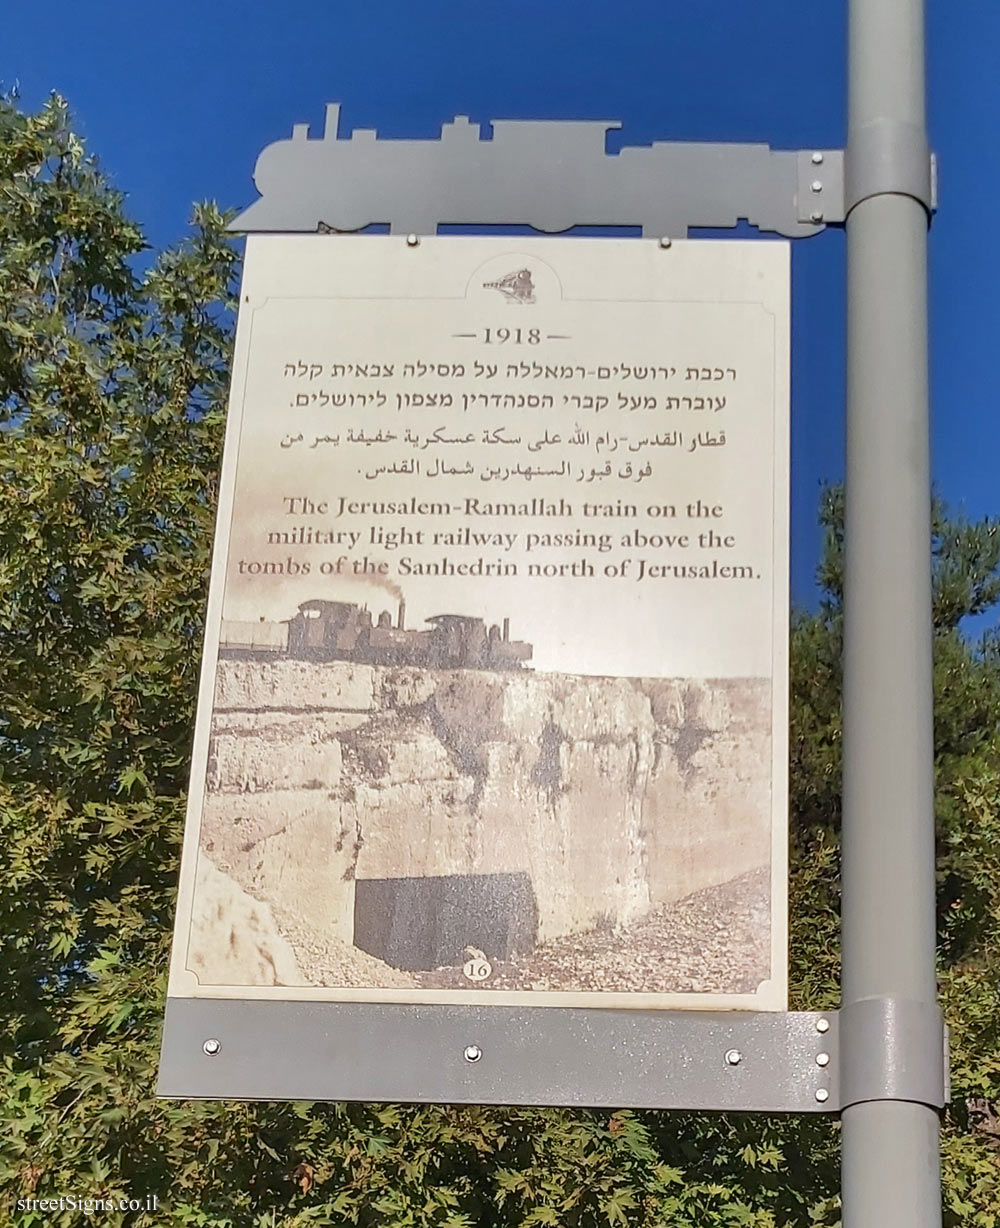 —1918—
רכבת ירושלים-רמאללה על מסילה צבאית קלה
עוברת מעל קברי הסנהדרין מצפון לירושלים.
قطار القدس-رام الله على سكة عسكرية خفيفة يمر من
فوق قبور السنهدرين شمال القدس.
The Jerusalem-Ramallah train on the
military light railway passing above the
tombs of the Sanhedrin north of Jerusalem.
16
streetSigns.co.il